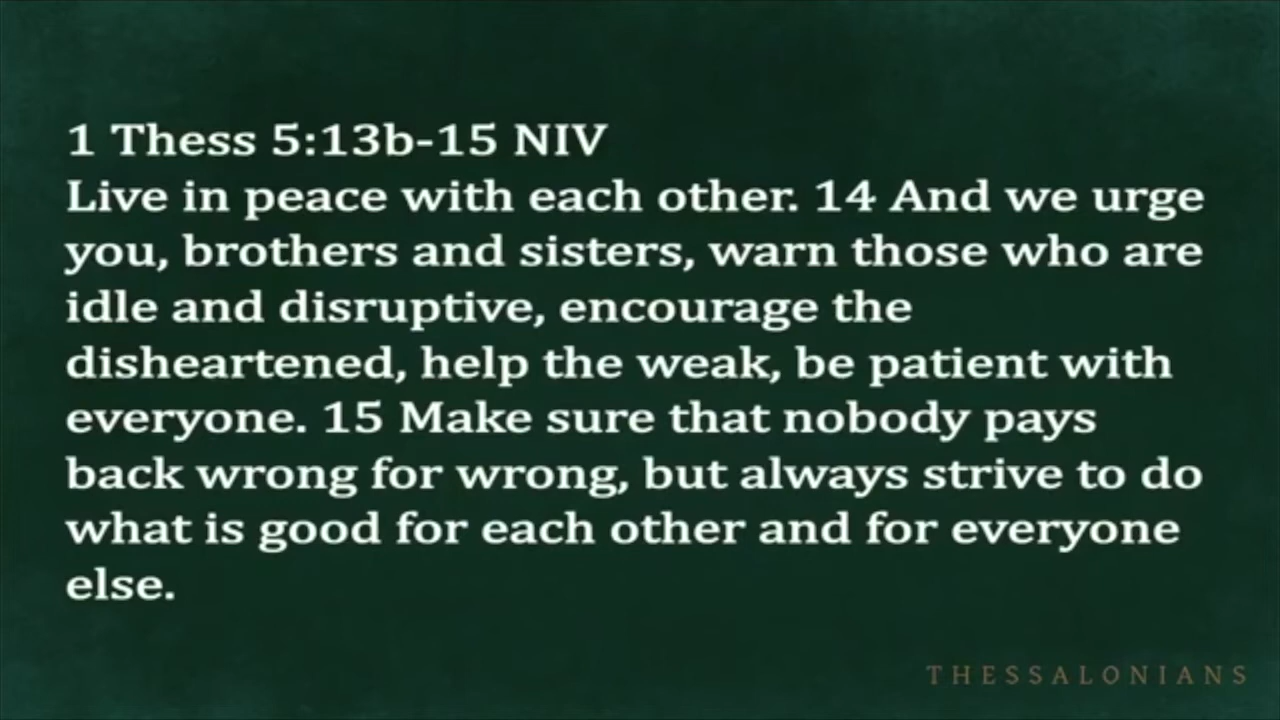 1 Thess 5:13b-15 NIV
Live in peace with each other. 14 And we urge
you, brothers and sisters, warn those who are
idle and disruptive, encourage the
disheartened, help the weak, be patient with
everyone. 15 Make sure that nobody pays
back wrong for wrong, but always strive to do
what is good for each other and for everyone
else.
THESSALONIANS